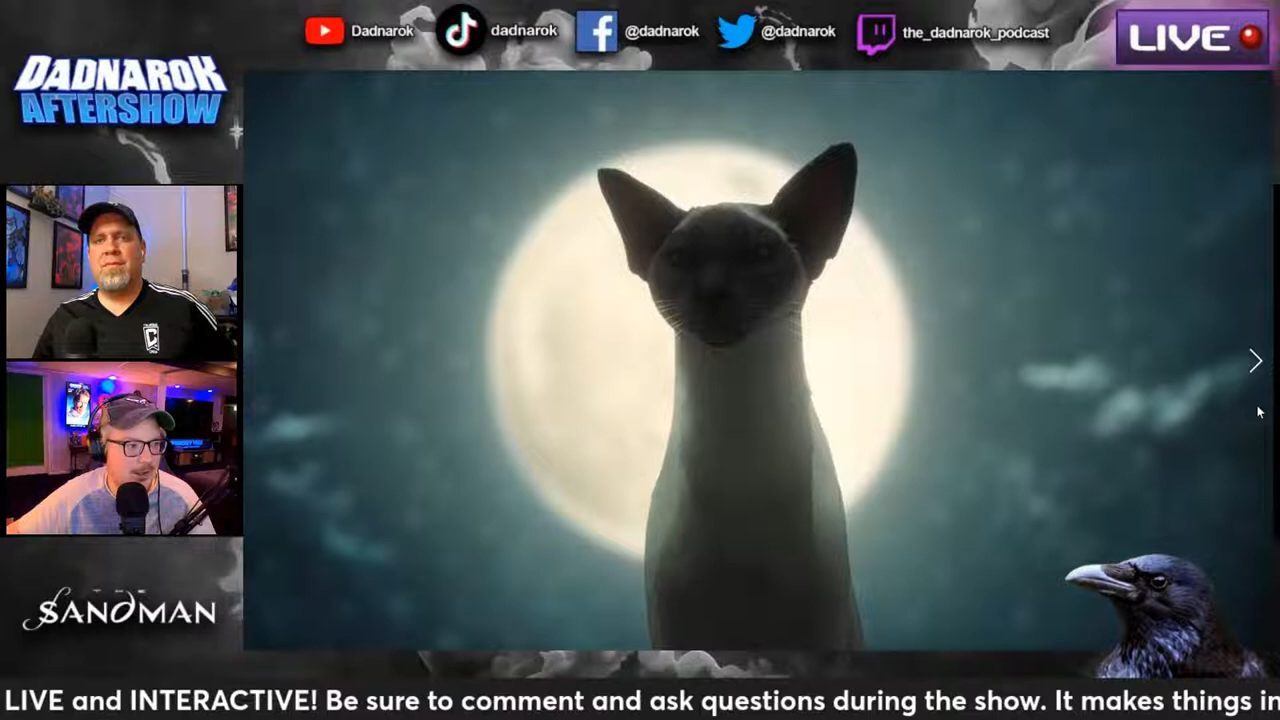 Dadnarok
dadnarok
@dadnarok
@dadnarok
the_dadnarok_podcast
LIVE
DADNAROK
AFTERSHOW
THE
SANDMAN
LIVE and INTERACTIVE! Be sure to comment and ask questions during the show. It makes things in